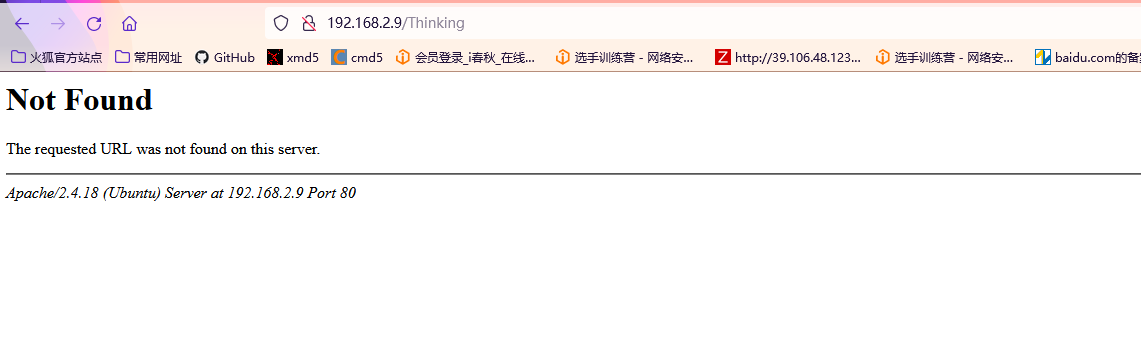 192.168.2.9/Thinking
火狐官方站点 常用网址 GitHub xmd5 cmd5 会员登录_i春秋_在线... 选手训练营 - 网络安... http://39.106.48.123... 选手训练营 - 网络安... baidu.com的备
Not Found
The requested URL was not found on this server.
Apache/2.4.18 (Ubuntu) Server at 192.168.2.9 Port 80